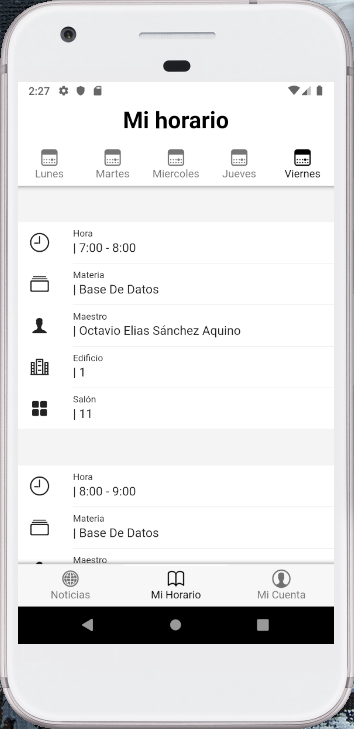 2:27
Mi horario
Lunes Martes Miercoles Jueves Viernes
Hora
| 7:00 - 8:00
Materia
| Base De Datos
Maestro
| Octavio Elias Sánchez Aquino
Edificio
| 1
Salón
| 11
Hora
| 8:00 - 9:00
Materia
| Base De Datos
Maestro
Noticias Mi Horario Mi Cuenta